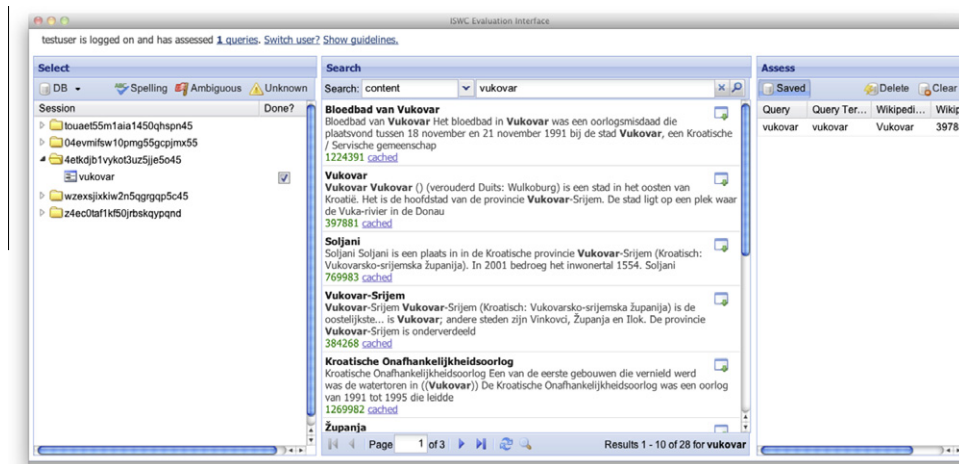 ISWC Evaluation Interface
testuser is logged on and has assessed 1 queries. Switch user? Show guidelines.
Select
DB Spelling Ambiguous Unknown
Session Done?
touaet55m1aia1450qhspn45
04evmifsw10pmg55gcpjmx55
4etkdjb1vykot3uz5jje5o45
vukovar
wzexsjixkiw2n5qgrgqp5c45
z4ec0taf1kf50jrbskqypqnd
Search
Search: content vukovar
Bloedbad van Vukovar
Bloedbad van Vukovar Het bloedbad in Vukovar was een oorlogsmisdaad die
plaatsvond tussen 18 november en 21 november 1991 bij de stad Vukovar, een Kroatische
/ Servische gemeenschap
1224391 cached
Vukovar
Vukovar Vukovar () (verouderd Duits: Wulkoburg) is een stad in het oosten van
Kroatië. Het is de hoofdstad van de provincie Vukovar-Srijem. De stad ligt op een plek waar
de Vuka-rivier in de Donau
397881 cached
Soljani
Soljani Soljani is een plaats in in de Kroatische provincie Vukovar-Srijem (Kroatisch:
Vukovarsko-srijemska županija). In 2001 bedroeg het inwonertal 1554. Soljani
769983 cached
Vukovar-Srijem
Vukovar-Srijem Vukovar-Srijem (Kroatisch: Vukovarsko-srijemska županija) is de
oostelijkste... is Vukovar; andere steden zijn Vinkovci, Županja en Ilok. De provincie
Vukovar-Srijem is onderverdeeld
384268 cached
Kroatische Onafhankelijkheidsoorlog
Kroatische Onafhankelijkheidsoorlog Een van de eerste gebouwen die vernield werd
was de watertoren in ((Vukovar)) De Kroatische Onafhankelijkheidsoorlog was een oorlog
van 1991 tot 1995 die leidde
1269982 cached
Županja
Page 1 of 3 Results 1 - 10 of 28 for vukovar
Assess
Saved Delete Clear
Query Query Ter... Wikipedi... Wikip
vukovar vukovar Vukovar 3978